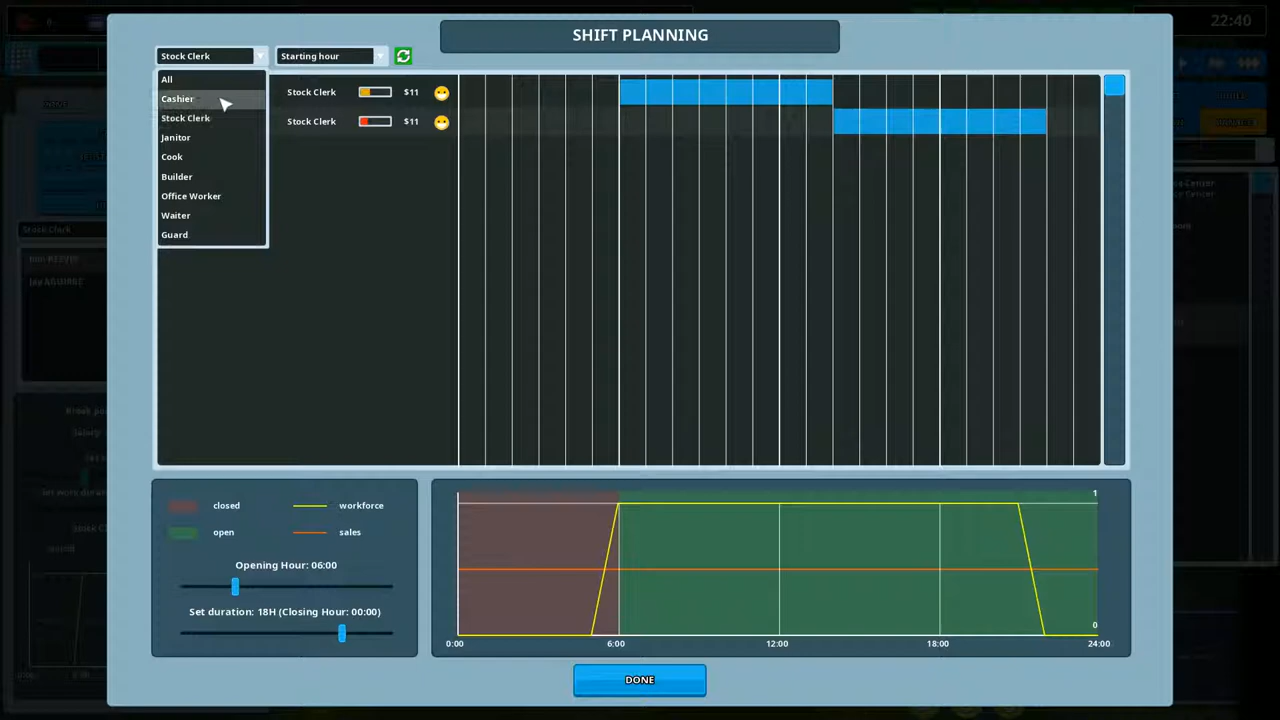 22:40
SHIFT PLANNING
Stock Clerk
Starting hour
All
Cashier
Stock Clerk
Janitor
Cook
Builder
Office Worker
Waiter
Guard
Stock Clerk $11
Stock Clerk $11
Stock Clerk
closed
workforce
open
sales
Opening Hour: 06:00
Set duration: 18H (Closing Hour: 00:00)
1
0
0:00 6:00 12:00 18:00 24:00
DONE